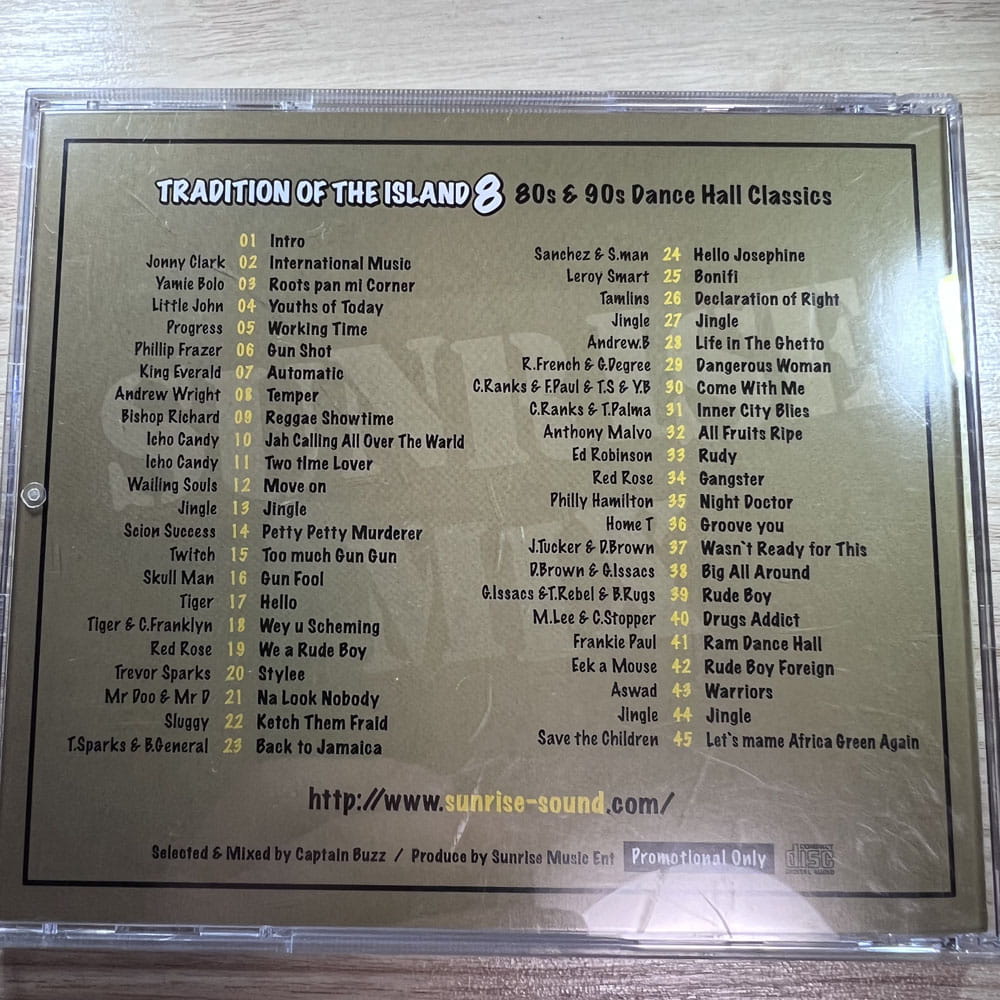 TRADITION OF THE ISLAND 8 80s & 90s Dance Hall Classics
01 Intro
Jonny Clark 02 International Music
Yamie Bolo 03 Roots pan mi Corner
Little John 04 Youths of Today
Progress 05 Working Time
Phillip Frazer 06 Gun Shot
King Everald 07 Automatic
Andrew Wright 08 Temper
Bishop Richard 09 Reggae Showtime
Icho Candy 10 Jah Calling All Over The Warld
Icho Candy 11 Two tIme Lover
Wailing Souls 12 Move on
Jingle 13 Jingle
Scion Success 14 Petty Petty Murderer
Twitch 15 Too much Gun Gun
Skull Man 16 Gun Fool
Tiger 17 Hello
Tiger & C.Franklyn 18 Wey u Scheming
Red Rose 19 We a Rude Boy
Trevor Sparks 20 Stylee
Mr Doo & Mr D 21 Na Look Nobody
Sluggy 22 Ketch Them Fraid
T.Sparks & B.General 23 Back to Jamaica
Sanchez & S.man 24 Hello Josephine
Leroy Smart 25 Bonifi
Tamlins 26 Declaration of Right
Jingle 27 Jingle
Andrew.B 28 Life in The Ghetto
R.French & G.Degree 29 Dangerous Woman
C.Ranks & F.Paul & T.S & Y.B 30 Come With Me
C.Ranks & T.Palma 31 Inner City Blies
Anthony Malvo 32 All Fruits Ripe
Ed Robinson 33 Rudy
Red Rose 34 Gangster
Philly Hamilton 35 Night Doctor
Home T 36 Groove you
J.Tucker & D.Brown 37 Wasn`t Ready for This
D.Brown & G.Issacs 38 Big All Around
G.Issacs &T.Rebel & B.Rugs 39 Rude Boy
M.Lee & C.Stopper 40 Drugs Addict
Frankie Paul 41 Ram Dance Hall
Eek a Mouse 42 Rude Boy Foreign
Aswad 43 Warriors
Jingle 44 Jingle
Save the Children 45 Let`s mame Africa Green Again
http://www.sunrise-sound.com/
Selected & Mixed by Captain Buzz / Produce by Sunrise Music Ent Promotional Only COMPACT disc DIGITAL AUDIO